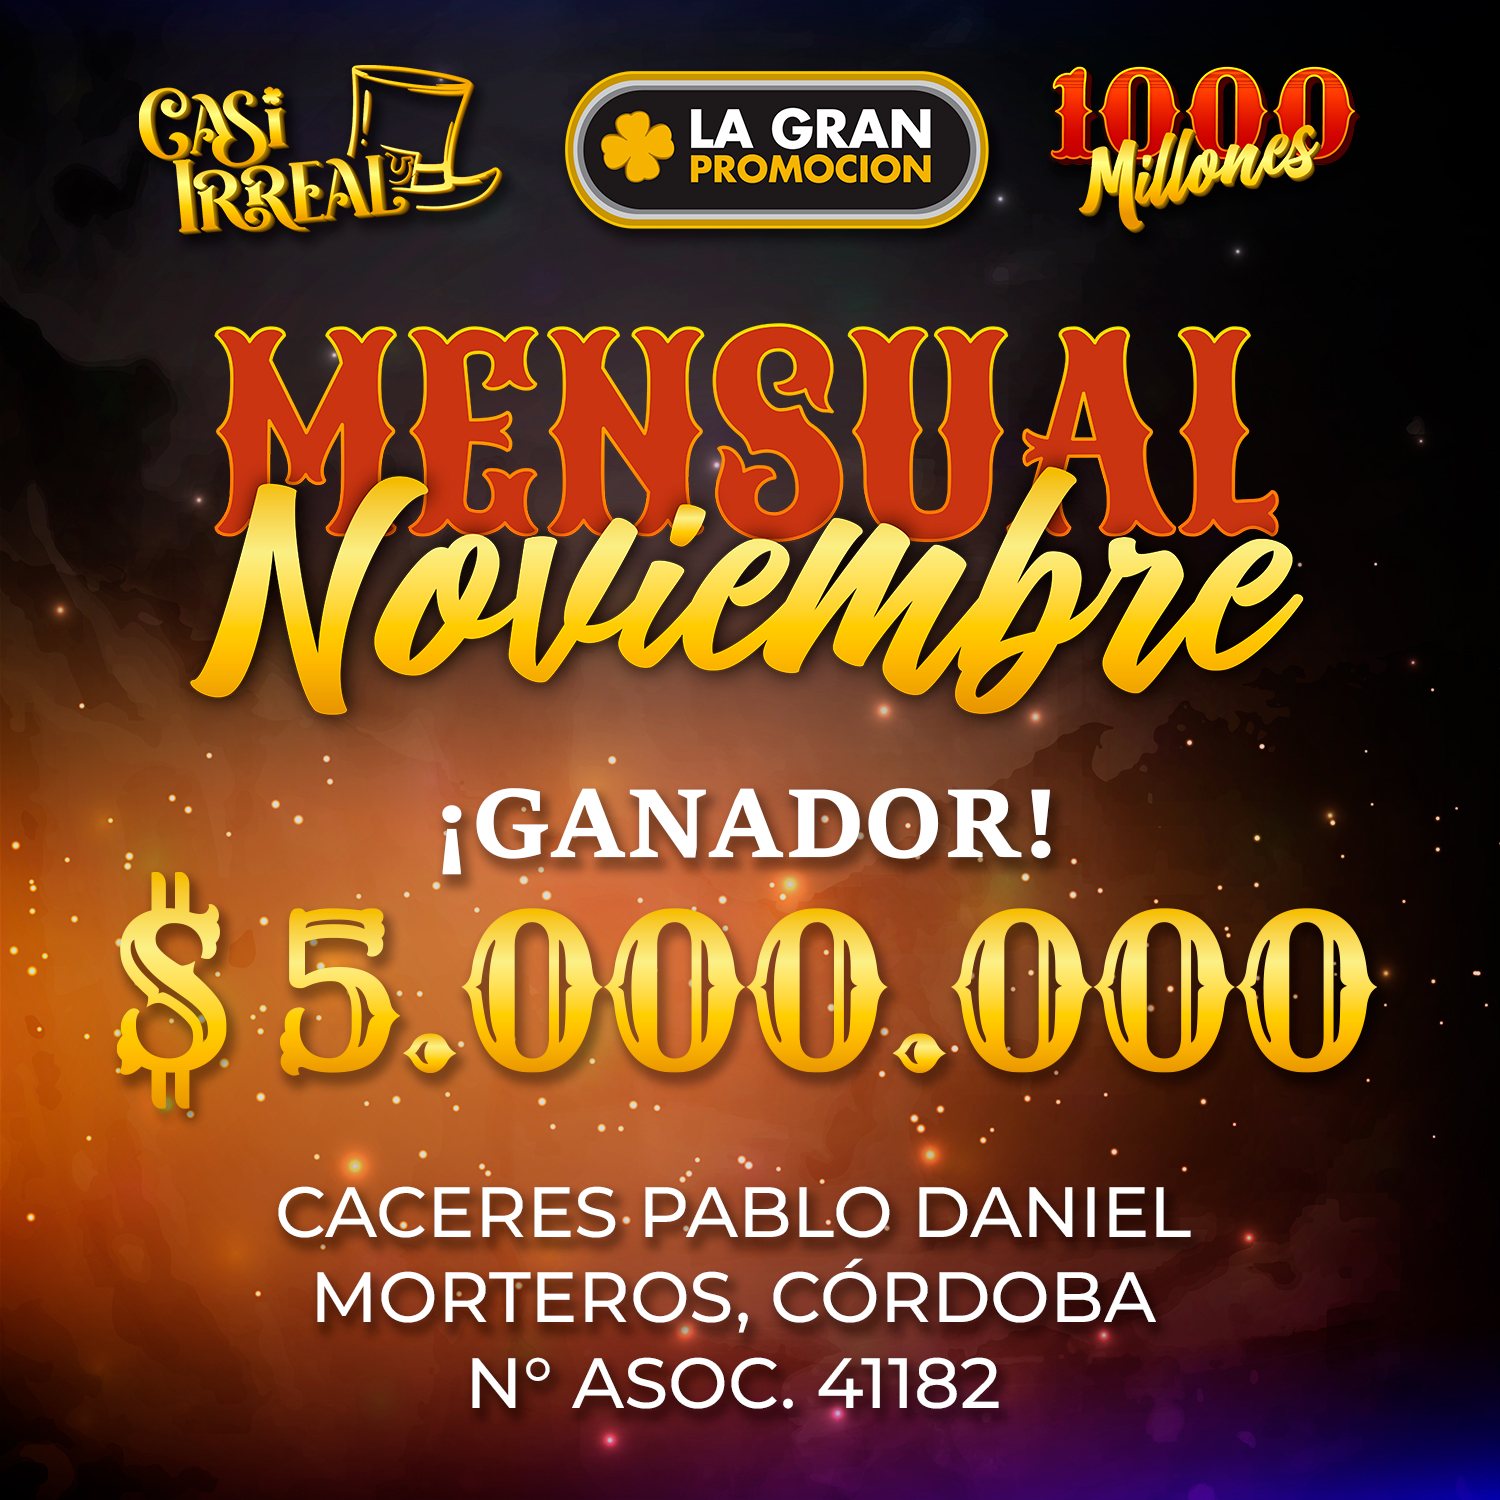 CASI
IRREAL
LA GRAN
PROMOCION
1000
Millones
MENSUAL
Noviembre
¡GANADOR!
$ 5.000.000
CACERES PABLO DANIEL
MORTEROS, CÓRDOBA
N° ASOC. 41182